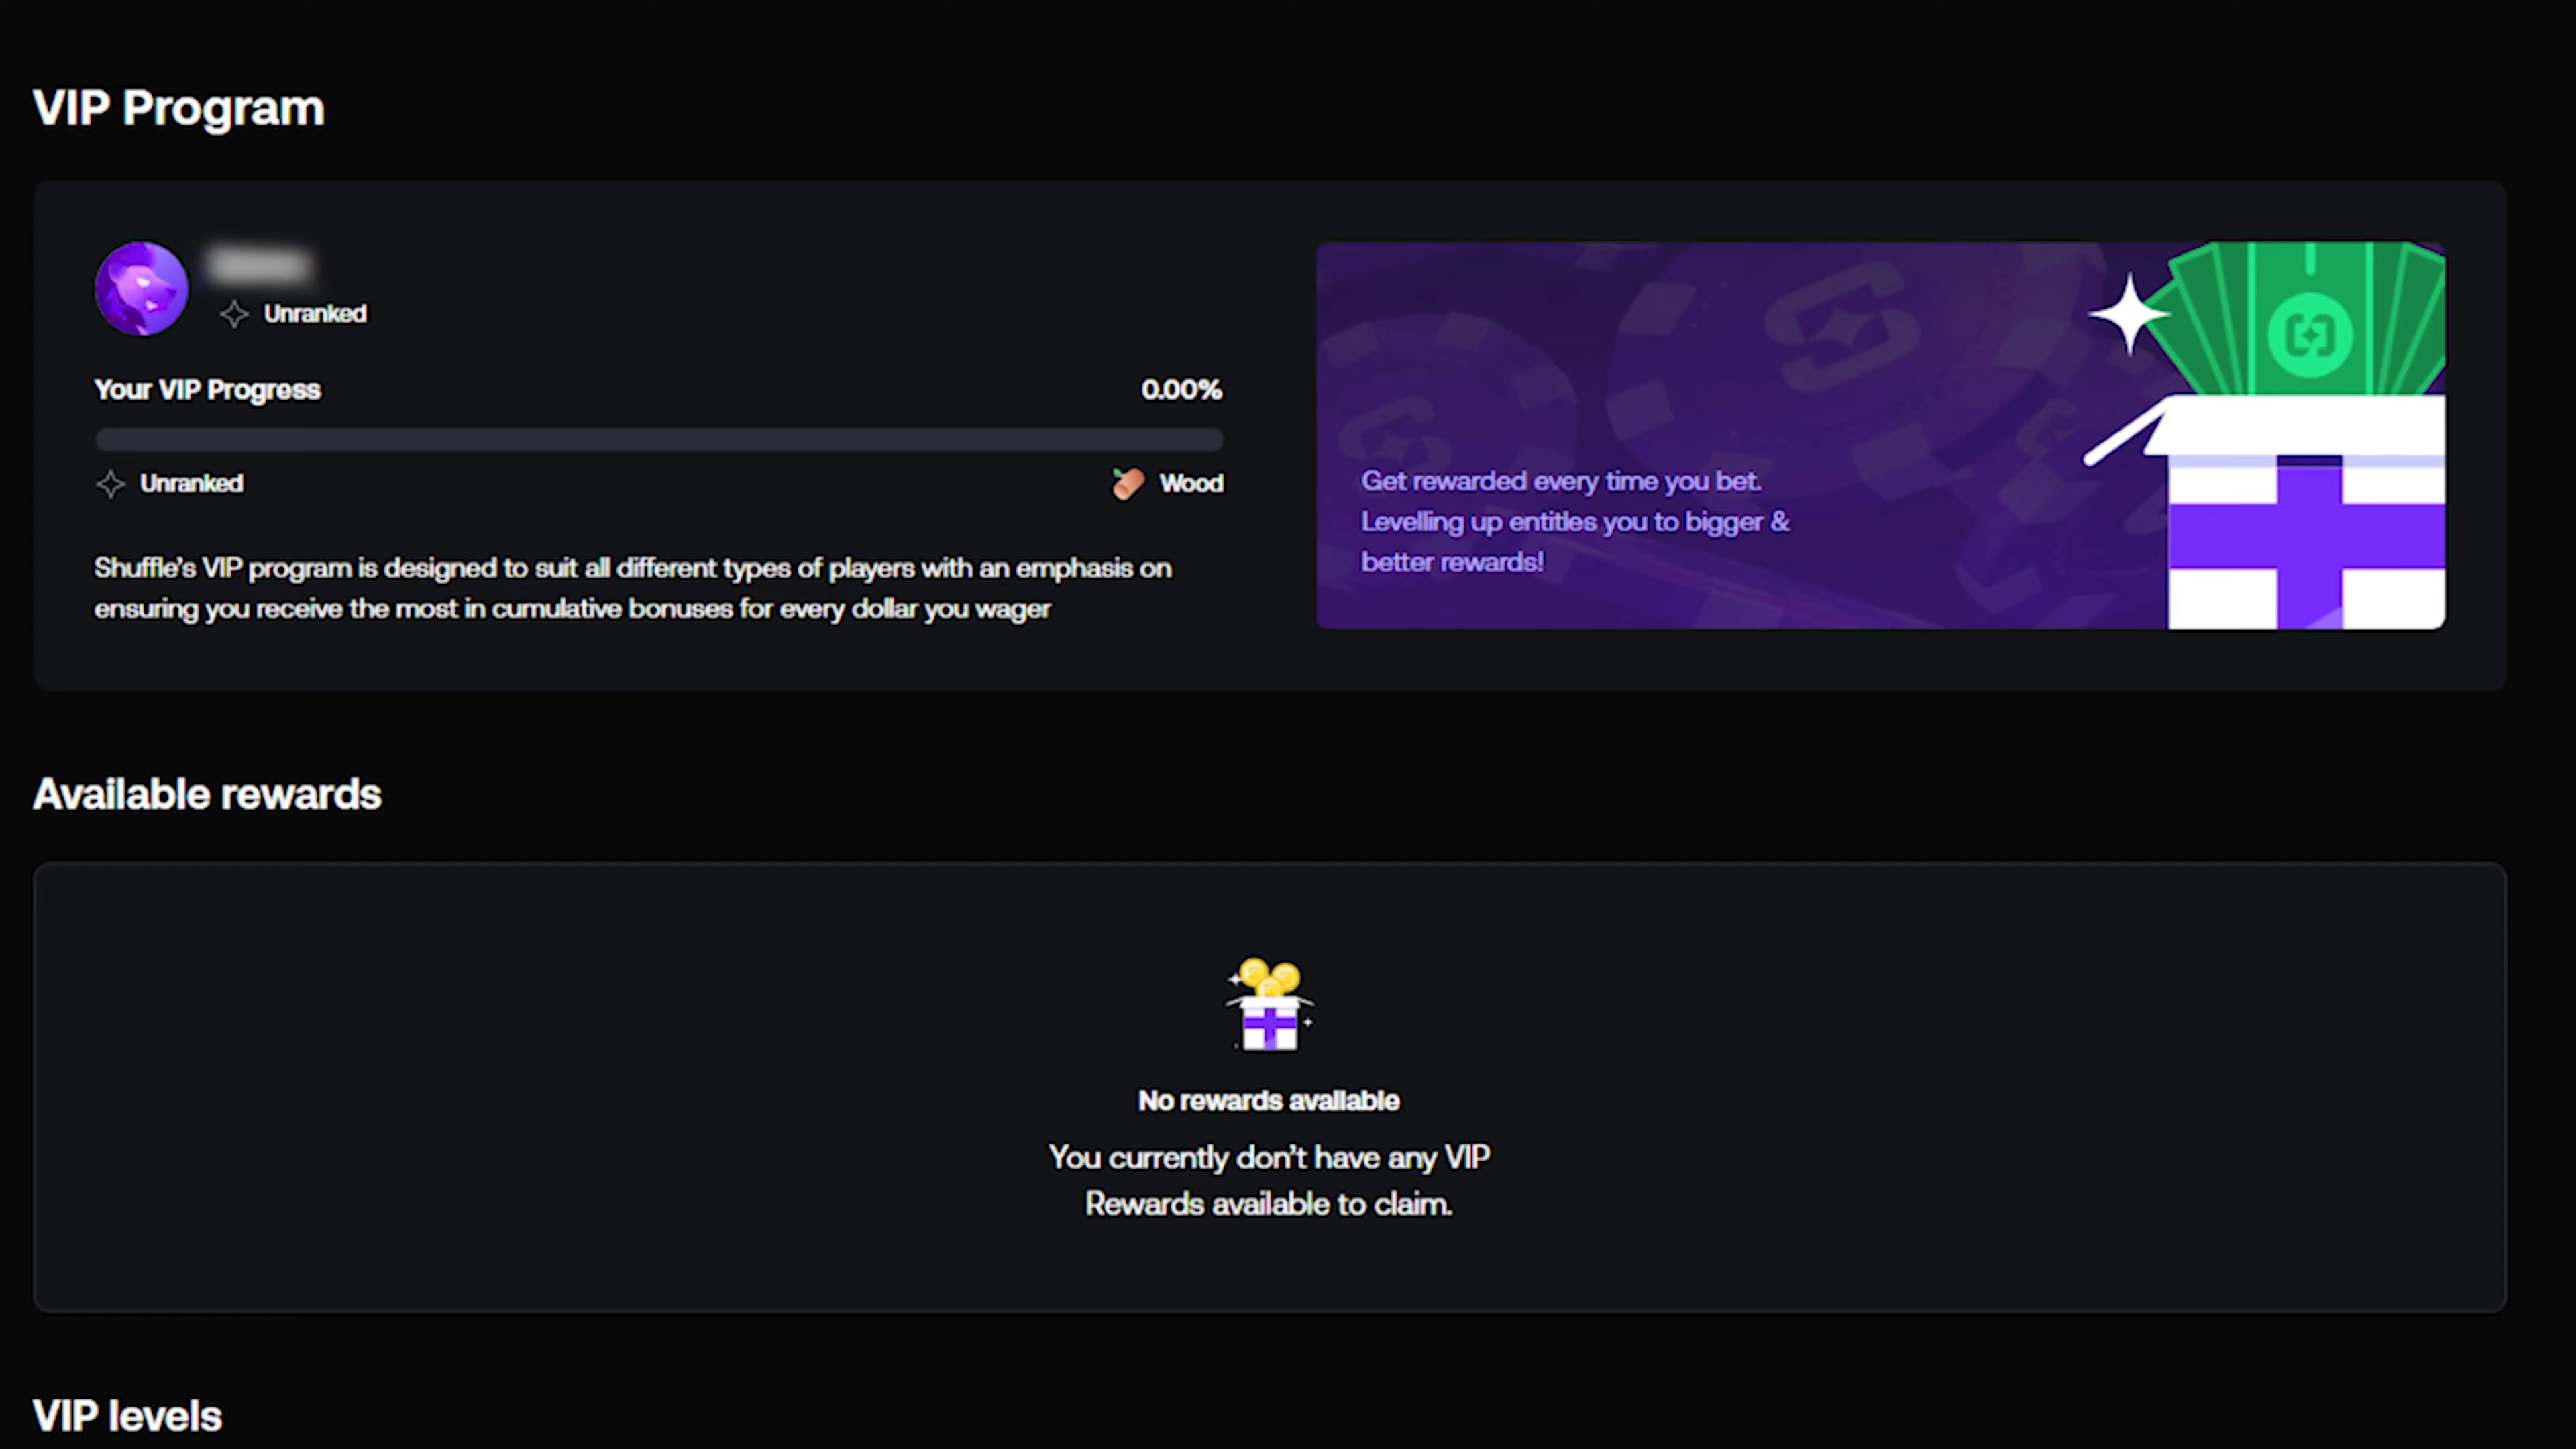 VIP Program
Unranked
Your VIP Progress
0.00%
Unranked
Wood
Shuffle's VIP program is designed to suit all different types of players with an emphasis on
ensuring you receive the most in cumulative bonuses for every dollar you wager
Get rewarded every time you bet.
Levelling up entitles you to bigger &
better rewards!
Available rewards
No rewards available
You currently don't have any VIP
Rewards available to claim.
VIP levels